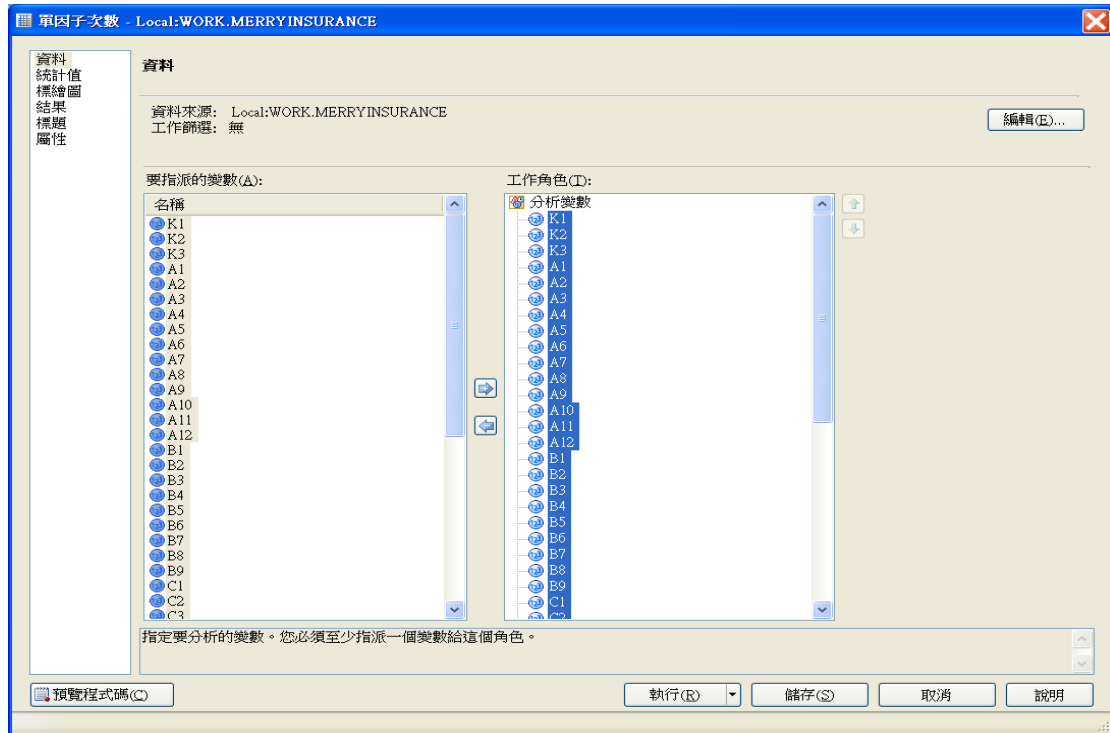 單因子次數 - Local:WORK.MERRYINSURANCE
資料
統計值
標繪圖
結果
標題
屬性
資料
資料來源: Local:WORK.MERRYINSURANCE
工作篩選: 無
編輯(E)...
要指派的變數(A):
名稱
K1
K2
K3
A1
A2
A3
A4
A5
A6
A7
A8
A9
A10
A11
A12
B1
B2
B3
B4
B5
B6
B7
B8
B9
C1
C2
C3
工作角色(T):
分析變數
K1
K2
K3
A1
A2
A3
A4
A5
A6
A7
A8
A9
A10
A11
A12
B1
B2
B3
B4
B5
B6
B7
B8
B9
C1
C2
指定要分析的變數。您必須至少指派一個變數給這個角色。
預覽程式碼(C)
執行(R)
儲存(S)
取消
說明